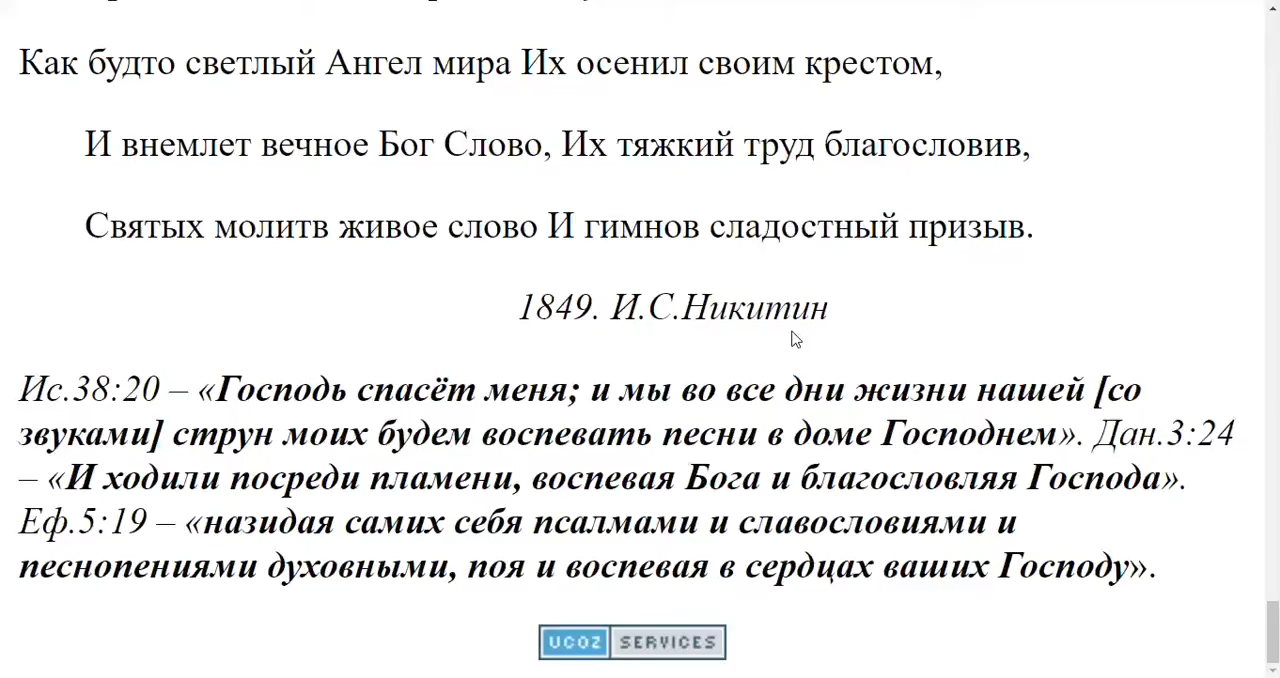 Как будто светлый Ангел мира Их осенил своим крестом,
И внемлет вечное Бог Слово, Их тяжкий труд благословив,
Святых молитв живое слово И гимнов сладостный призыв.
1849. И.С.Никитин
Ис.38:20 – «Господь спасёт меня; и мы во все дни жизни нашей [со
звуками] струн моих будем воспевать песни в доме Господнем». Дан.3:24
– «И ходили посреди пламени, воспевая Бога и благословляя Господа».
Еф.5:19 – «назидая самих себя псалмами и славословиями и
песнопениями духовными, поя и воспевая в сердцах ваших Господу».
UCOZ SERVICES